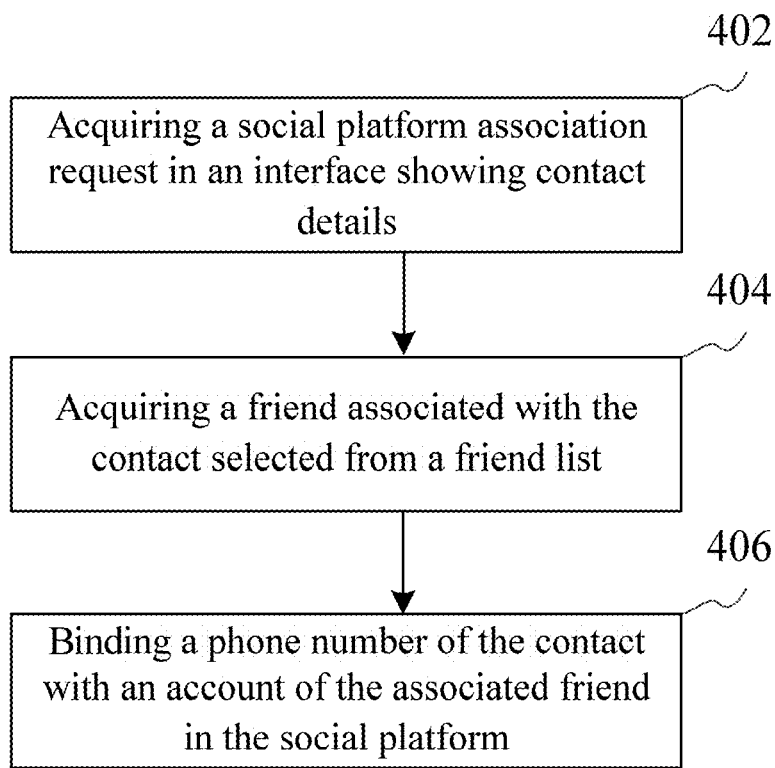 402
Acquiring a social platform association
request in an interface showing contact
details
404
Acquiring a friend associated with the
contact selected from a friend list
406
Binding a phone number of the contact
with an account of the associated friend
in the social platform